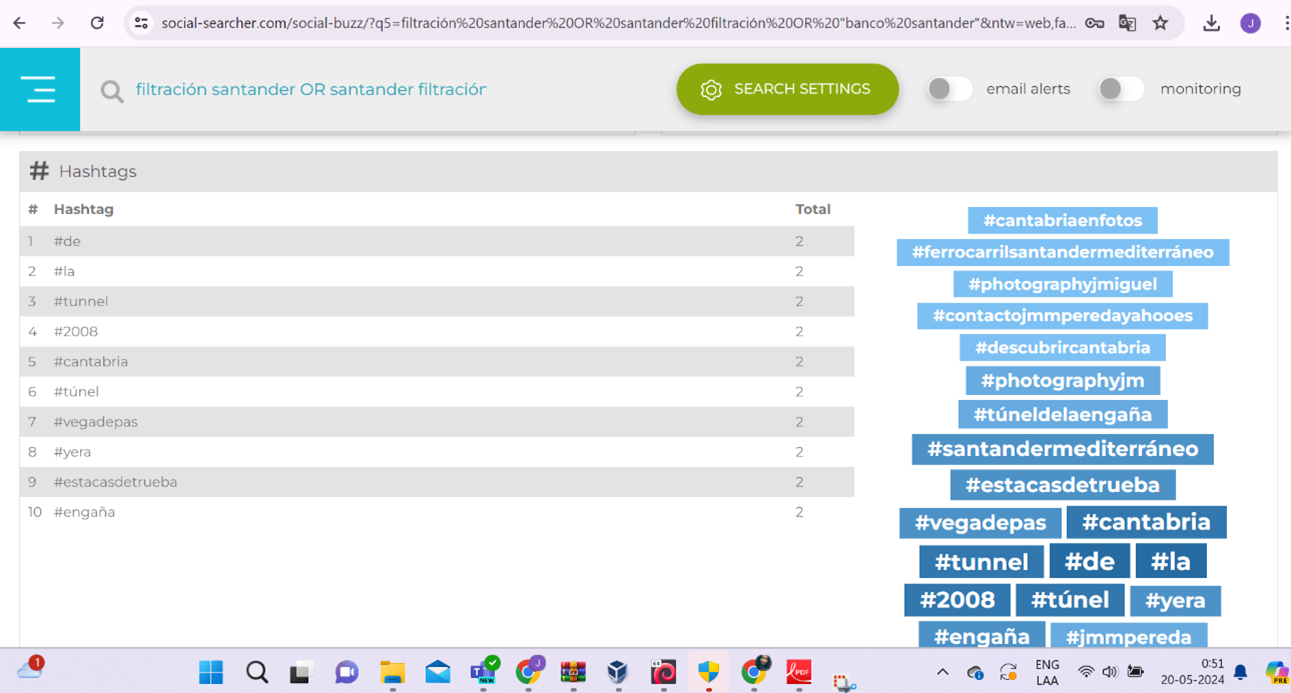 social-searcher.com/social-buzz/?q5=filtración%20santander%20OR%20santander%20filtración%20OR%20"banco%20santander"&ntw=web,fa...
J
filtración santander OR santander filtración
SEARCH SETTINGS
email alerts
monitoring
# Hashtags
# Hashtag Total
1 #de 2
2 #la 2
3 #tunnel 2
4 #2008 2
5 #cantabria 2
6 #túnel 2
7 #vegadepas 2
8 #yera 2
9 #estacasdetrueba 2
10 #engaña 2
#cantabriaenfotos
#ferrocarrilsantandermediterráneo
#photographyjmiguel
#contactojmmperedayahooes
#descubrircantabria
#photographyjm
#túneldelaengaña
#santandermediterráneo
#estacasdetrueba
#vegadepas #cantabria
#tunnel #de #la
#2008 #túnel #yera
#engaña #jmmpereda
1
NEW
J
PDF
ENG
LAA
0:51
20-05-2024
PRE